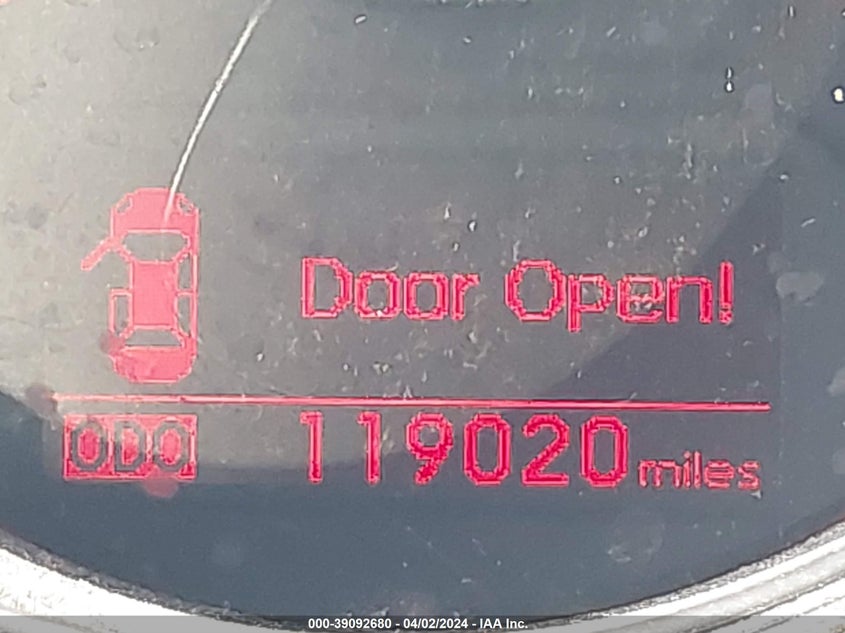 Door Open!
ODO 119020 miles
000-39092680 - 04/02/2024 - IAA Inc.